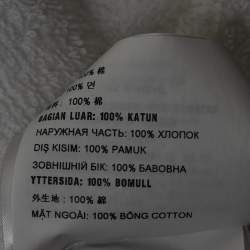 100% 棉
100% 면
100% 棉
BAGIAN LUAR: 100% KATUN
НАРУЖНАЯ ЧАСТЬ: 100% ХЛОПОК
DIŞ KISIM: 100% PAMUK
ЗОВНІШНІЙ БІК: 100% БАВОВНА
YTTERSIDA: 100% BOMULL
外生地 : 100% 綿
MẶT NGOÀI: 100% BÔNG COTTON